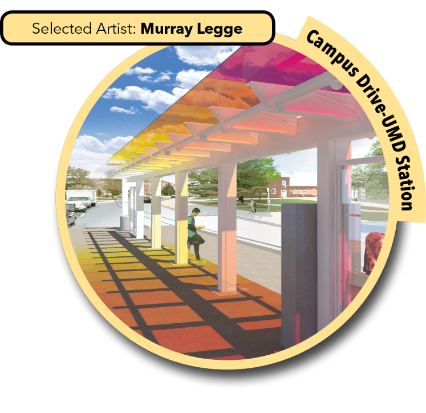 Selected Artist: Murray Legge
Campus Drive-UMD Station